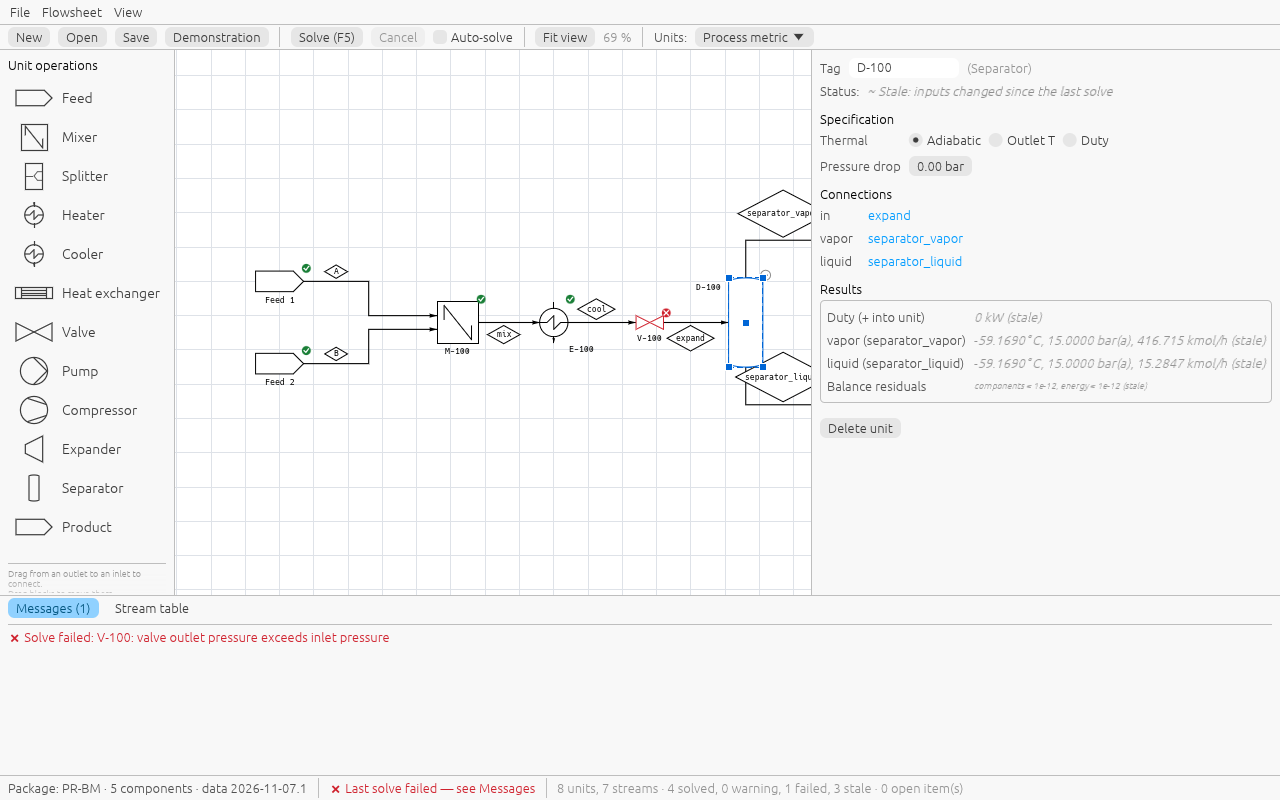 File Flowsheet View
New Open Save Demonstration Solve (F5) Cancel Auto-solve Fit view 69 % Units: Process metric
Unit operations
Feed
Mixer
Splitter
Heater
Cooler
Heat exchanger
Valve
Pump
Compressor
Expander
Separator
Product
Drag from an outlet to an inlet to
connect.
A
Feed 1
B
Feed 2
M-100
mix
E-100
cool
V-100
expand
D-100
separator_vapo
separator_liqu
Tag D-100 (Separator)
Status: ~ Stale: inputs changed since the last solve
Specification
Thermal Adiabatic Outlet T Duty
Pressure drop 0.00 bar
Connections
in expand
vapor separator_vapor
liquid separator_liquid
Results
Duty (+ into unit) 0 kW (stale)
vapor (separator_vapor) -59.1690°C, 15.0000 bar(a), 416.715 kmol/h (stale)
liquid (separator_liquid) -59.1690°C, 15.0000 bar(a), 15.2847 kmol/h (stale)
Balance residuals components < 1e-12, energy < 1e-12 (stale)
Delete unit
Messages (1) Stream table
Solve failed: V-100: valve outlet pressure exceeds inlet pressure
Package: PR-BM · 5 components · data 2026-11-07.1 Last solve failed — see Messages 8 units, 7 streams · 4 solved, 0 warning, 1 failed, 3 stale · 0 open item(s)